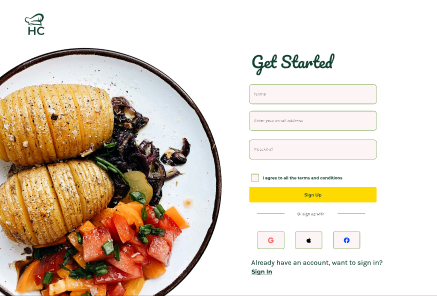 HC
Get Started
Name
Enter your email address
Password
I agree to all the terms and conditions
Sign Up
Or sign up with
G
Already have an account, want to sign in?
Sign In